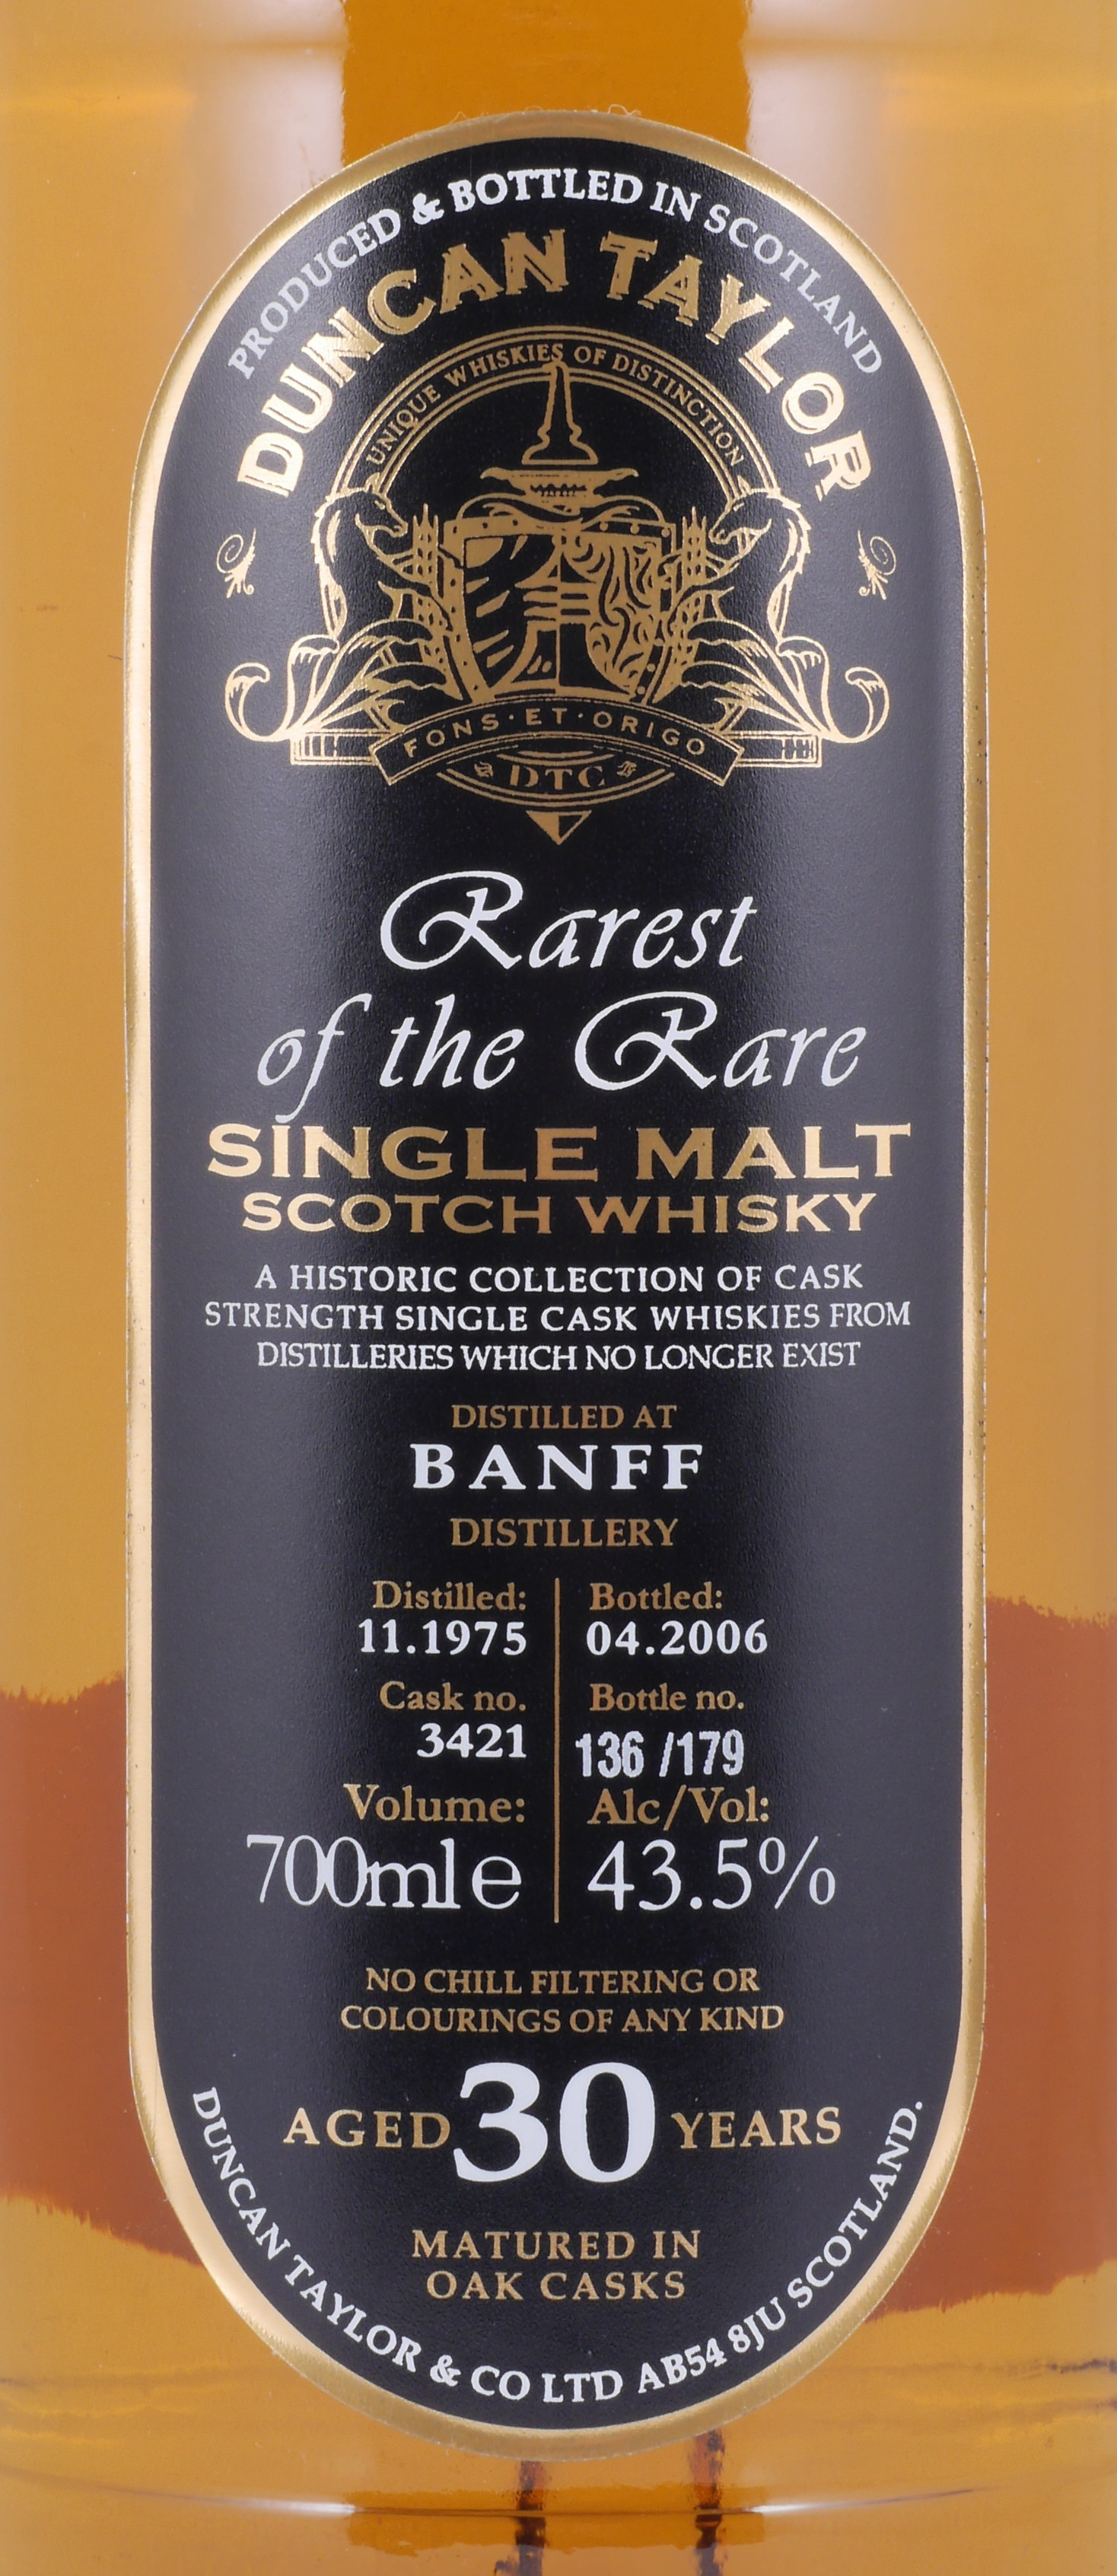 PRODUCED & BOTTLED IN SCOTLAND
DUNCAN TAYLOR
UNIQUE WHISKIES OF DISTINCTION
FONS·ET·ORIGO
DTC
Rarest
of the Rare
SINGLE MALT
SCOTCH WHISKY
A HISTORIC COLLECTION OF CASK
STRENGTH SINGLE CASK WHISKIES FROM
DISTILLERIES WHICH NO LONGER EXIST
DISTILLED AT
BANFF
DISTILLERY
Distilled: Bottled:
11.1975 04.2006
Cask no. Bottle no.
3421 136 /179
Volume: Alc/Vol:
700ml e 43.5%
NO CHILL FILTERING OR
COLOURINGS OF ANY KIND
AGED 30 YEARS
MATURED IN
OAK CASKS
DUNCAN TAYLOR & CO LTD AB54 8JU SCOTLAND.